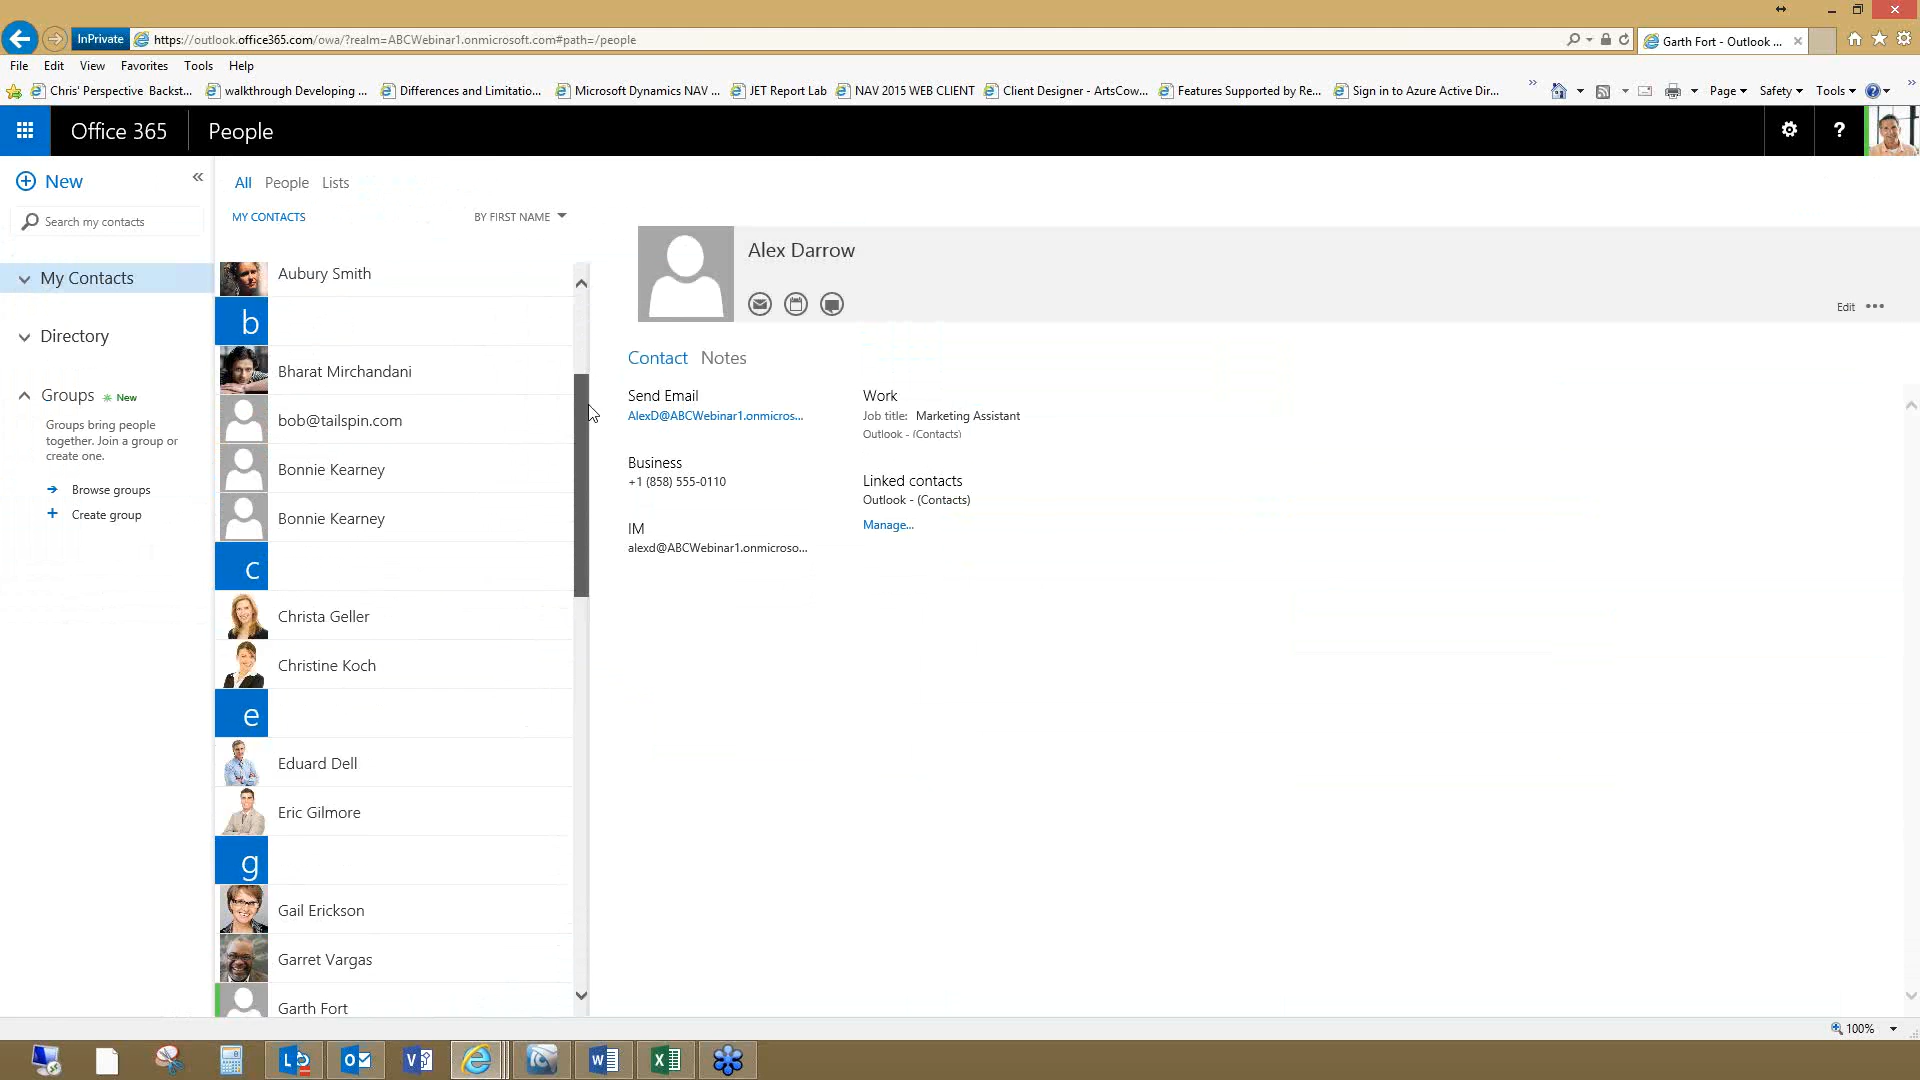 InPrivate
https://outlook.office365.com/owa/?realm=ABCWebinar1.onmicrosoft.com#path=/people
Garth Fort - Outlook ...
File Edit View Favorites Tools Help
Chris' Perspective Backst...
walkthrough Developing ...
Differences and Limitatio...
Microsoft Dynamics NAV ...
JET Report Lab
NAV 2015 WEB CLIENT
Client Designer - ArtsCow...
Features Supported by Re...
Sign in to Azure Active Dir...
Page
Safety
Tools
Office 365
People
?
New
Search my contacts
My Contacts
Directory
Groups
New
Groups bring people
together. Join a group or
create one.
Browse groups
Create group
All People Lists
MY CONTACTS
BY FIRST NAME
Aubury Smith
b
Bharat Mirchandani
bob@tailspin.com
Bonnie Kearney
Bonnie Kearney
c
Christa Geller
Christine Koch
e
Eduard Dell
Eric Gilmore
g
Gail Erickson
Garret Vargas
Garth Fort
Alex Darrow
Edit
Contact Notes
Send Email
AlexD@ABCWebinar1.onmicros...
Business
+1 (858) 555-0110
IM
alexd@ABCWebinar1.onmicroso...
Work
Job title: Marketing Assistant
Outlook - (Contacts)
Linked contacts
Outlook - (Contacts)
Manage...
100%